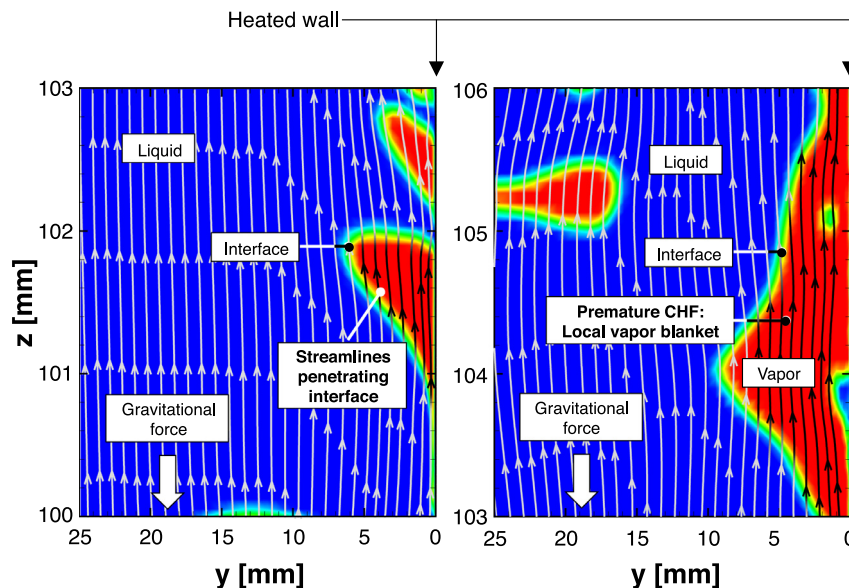 Heated wall
103
102
101
100
z [mm]
25
20
15
10
5
0
y [mm]
Liquid
Interface
Streamlines
penetrating
interface
Gravitational
force
106
105
104
103
25
20
15
10
5
0
y [mm]
Liquid
Interface
Premature CHF:
Local vapor blanket
Vapor
Gravitational
force